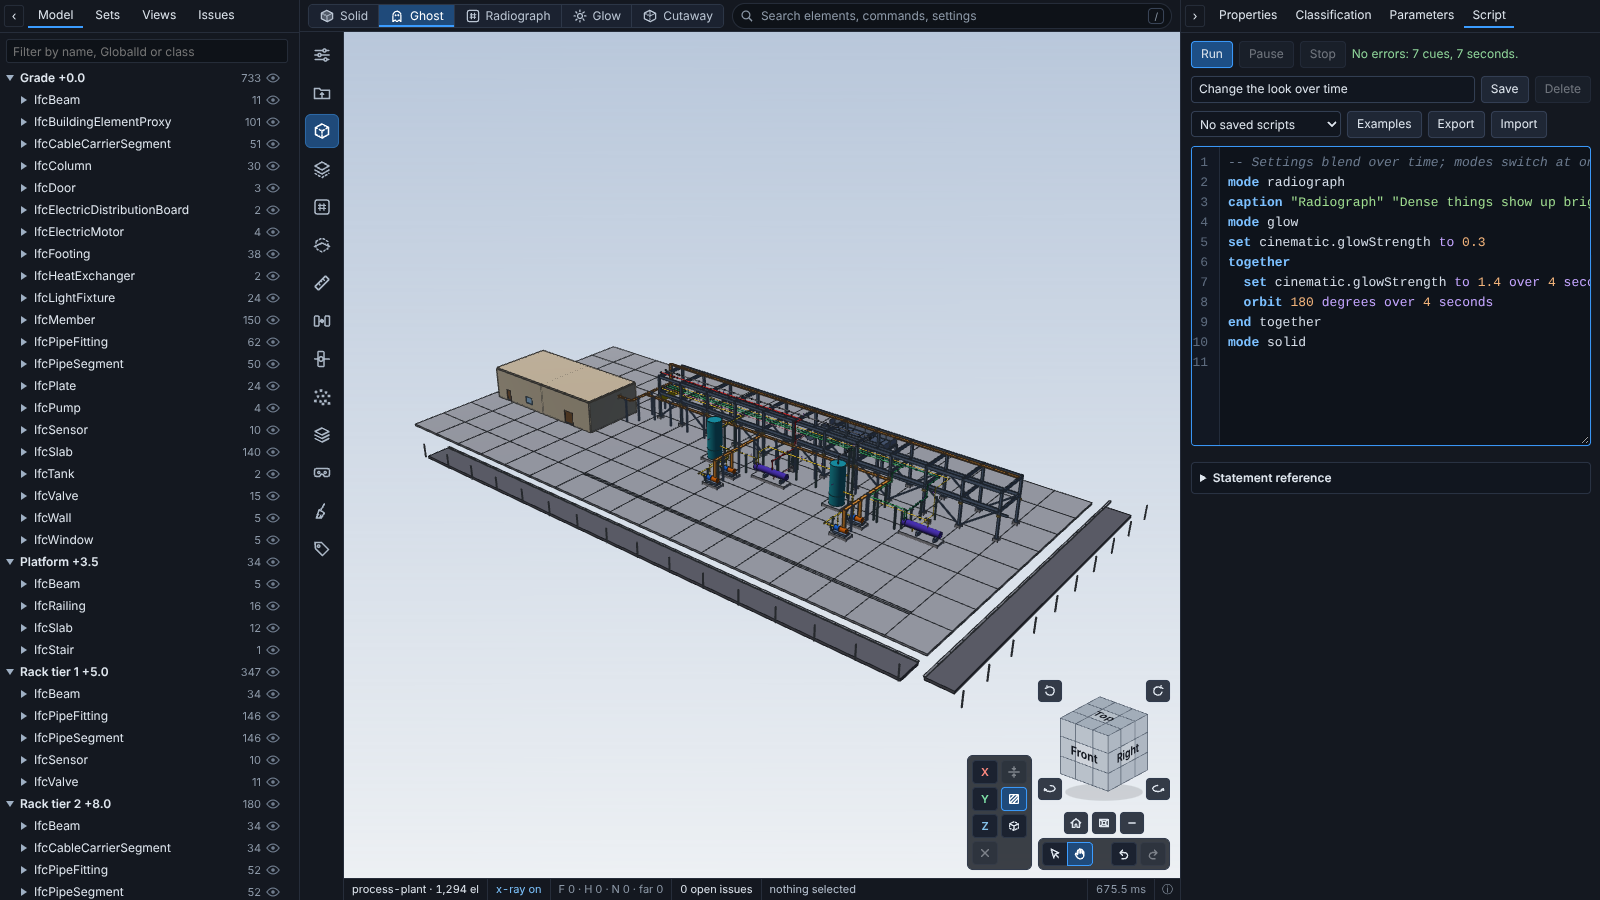 Model Sets Views Issues
Solid Ghost Radiograph Glow Cutaway
Search elements, commands, settings /
Properties Classification Parameters Script
Filter by name, GlobalId or class
Grade +0.0 733
IfcBeam 11
IfcBuildingElementProxy 101
IfcCableCarrierSegment 51
IfcColumn 30
IfcDoor 3
IfcElectricDistributionBoard 2
IfcElectricMotor 4
IfcFooting 38
IfcHeatExchanger 2
IfcLightFixture 24
IfcMember 150
IfcPipeFitting 62
IfcPipeSegment 50
IfcPlate 24
IfcPump 4
IfcSensor 10
IfcSlab 140
IfcTank 2
IfcValve 15
IfcWall 5
IfcWindow 5
Platform +3.5 34
IfcBeam 5
IfcRailing 16
IfcSlab 12
IfcStair 1
Rack tier 1 +5.0 347
IfcBeam 34
IfcPipeFitting 146
IfcPipeSegment 146
IfcSensor 10
IfcValve 11
Rack tier 2 +8.0 180
IfcBeam 34
IfcCableCarrierSegment 34
IfcPipeFitting 52
IfcPipeSegment 52
Top
Front Right
X
Y
Z
process-plant · 1,294 el x-ray on F 0 · H 0 · N 0 · far 0 0 open issues nothing selected 675.5 ms
Run Pause Stop No errors: 7 cues, 7 seconds.
Change the look over time Save Delete
No saved scripts Examples Export Import
1 -- Settings blend over time; modes switch at on
2 mode radiograph
3 caption "Radiograph" "Dense things show up brig
4 mode glow
5 set cinematic.glowStrength to 0.3
6 together
7 set cinematic.glowStrength to 1.4 over 4 seco
8 orbit 180 degrees over 4 seconds
9 end together
10 mode solid
11
Statement reference